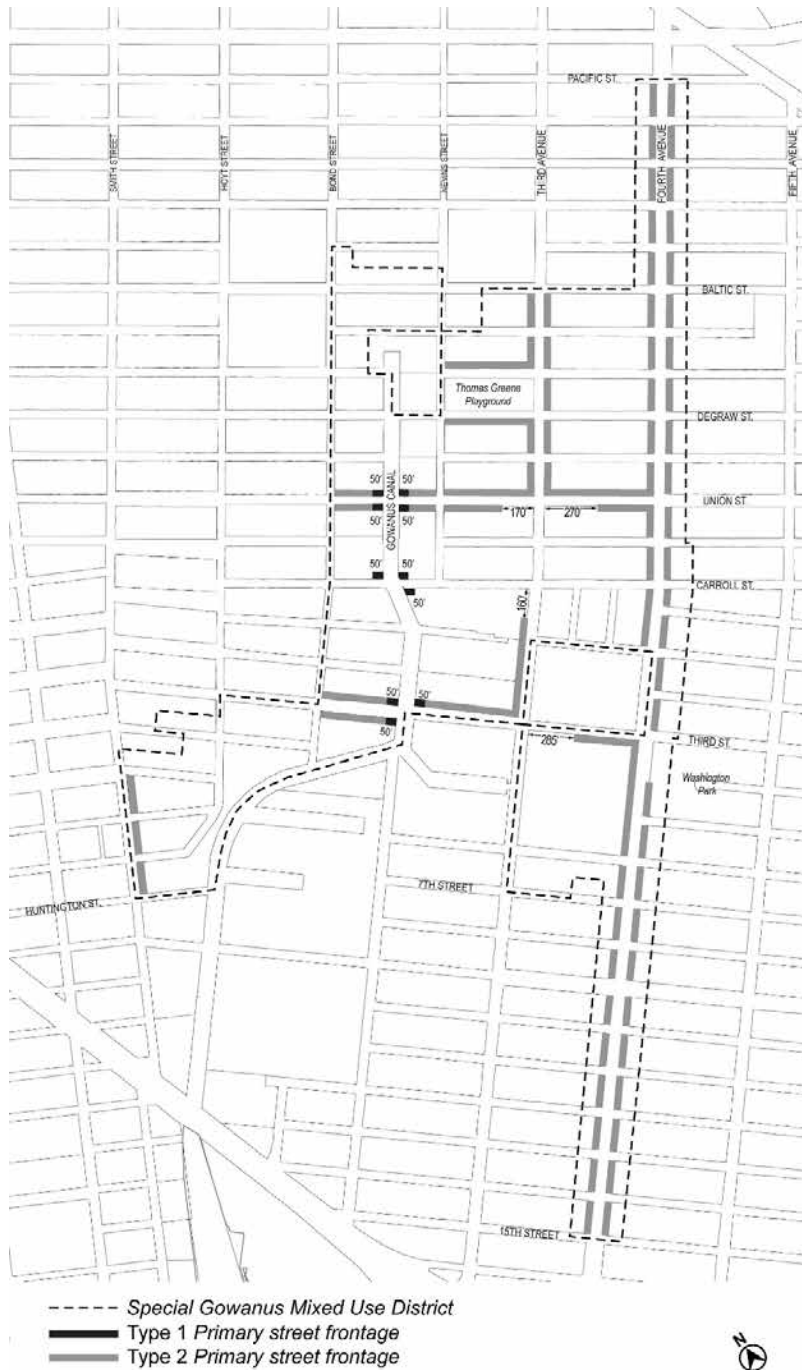 PACIFIC ST.
SMITH STREET
HOYT STREET
BOND STREET
NEVINS STREET
THIRD AVENUE
FOURTH AVENUE
FIFTH AVENUE
BALTIC ST.
Thomas Greene
Playground
DEGRAW ST.
50' 50'
GOWANUS CANAL
UNION ST.
50' 50'
170' 270'
50' 50'
CARROLL ST.
50'
160'
50' 50'
50'
285'
THIRD ST.
Washington
Park
7TH STREET
HUNTINGTON ST.
15TH STREET
Special Gowanus Mixed Use District
Type 1 Primary street frontage
Type 2 Primary street frontage
N